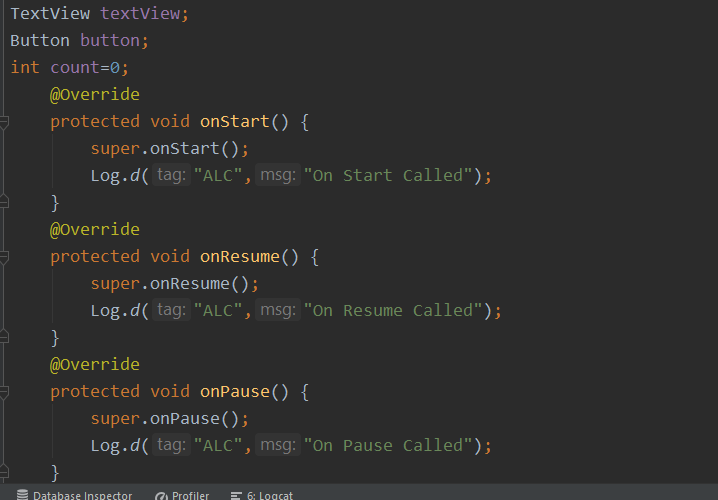 TextView textView;
Button button;
int count=0;
@Override
protected void onStart() {
super.onStart();
Log.d( tag: "ALC", msg: "On Start Called");
}
@Override
protected void onResume() {
super.onResume();
Log.d( tag: "ALC", msg: "On Resume Called");
}
@Override
protected void onPause() {
super.onPause();
Log.d( tag: "ALC", msg: "On Pause Called");
}
Database Inspector Profiler 6: Logcat